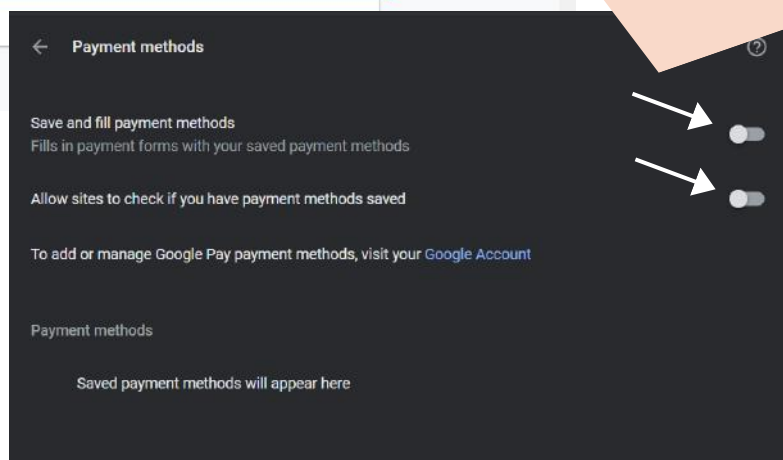 Payment methods
Save and fill payment methods
Fills in payment forms with your saved payment methods
Allow sites to check if you have payment methods saved
To add or manage Google Pay payment methods, visit your Google Account
Payment methods
Saved payment methods will appear here